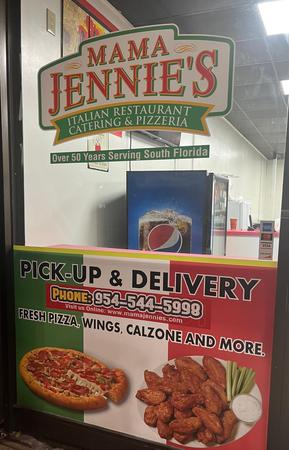 MAMA
JENNIE'S
ITALIAN RESTAURANT
CATERING & PIZZERIA
Over 50 Years Serving South Florida
PICK-UP & DELIVERY
PHONE: 954-544-5998
Visit us Online: www.mamajennies.com
FRESH PIZZA, WINGS, CALZONE AND MORE.